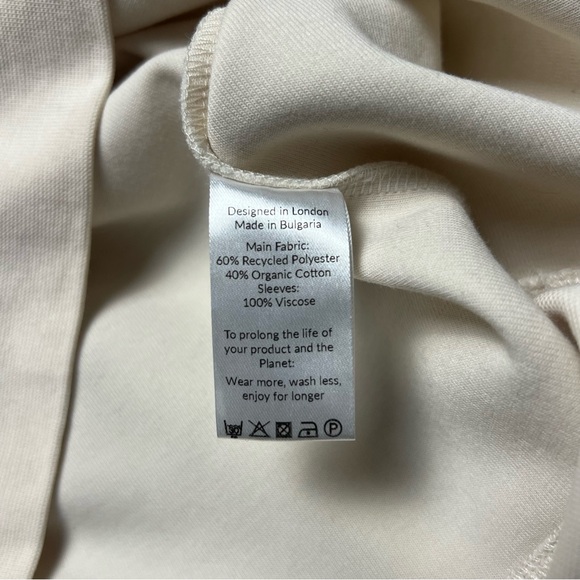 Designed in London
Made in Bulgaria
Main Fabric:
60% Recycled Polyester
40% Organic Cotton
Sleeves:
100% Viscose
To prolong the life of
your product and the
Planet:
Wear more, wash less,
enjoy for longer
30 P